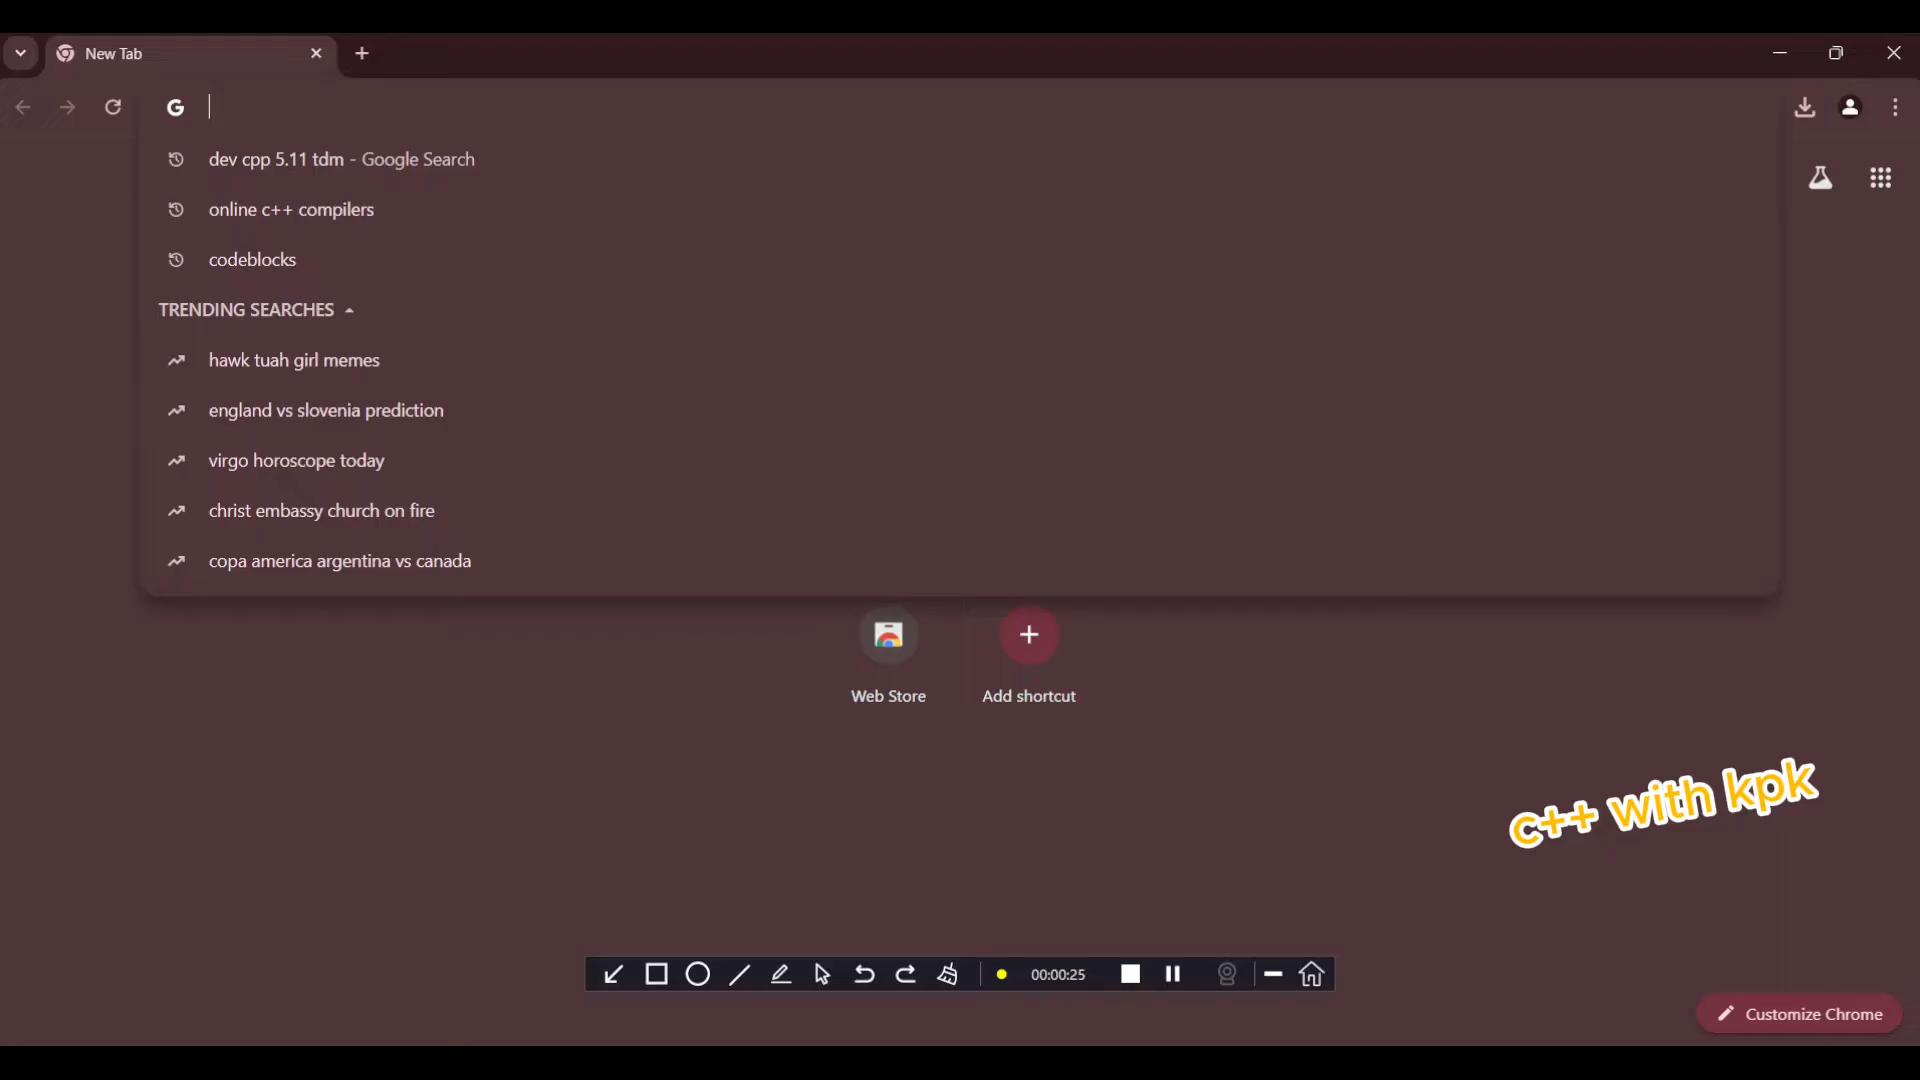 New Tab
dev cpp 5.11 tdm - Google Search
online c++ compilers
codeblocks
TRENDING SEARCHES
hawk tuah girl memes
england vs slovenia prediction
virgo horoscope today
christ embassy church on fire
copa america argentina vs canada
Web Store
Add shortcut
c++ with kpk
00:00:25
Customize Chrome